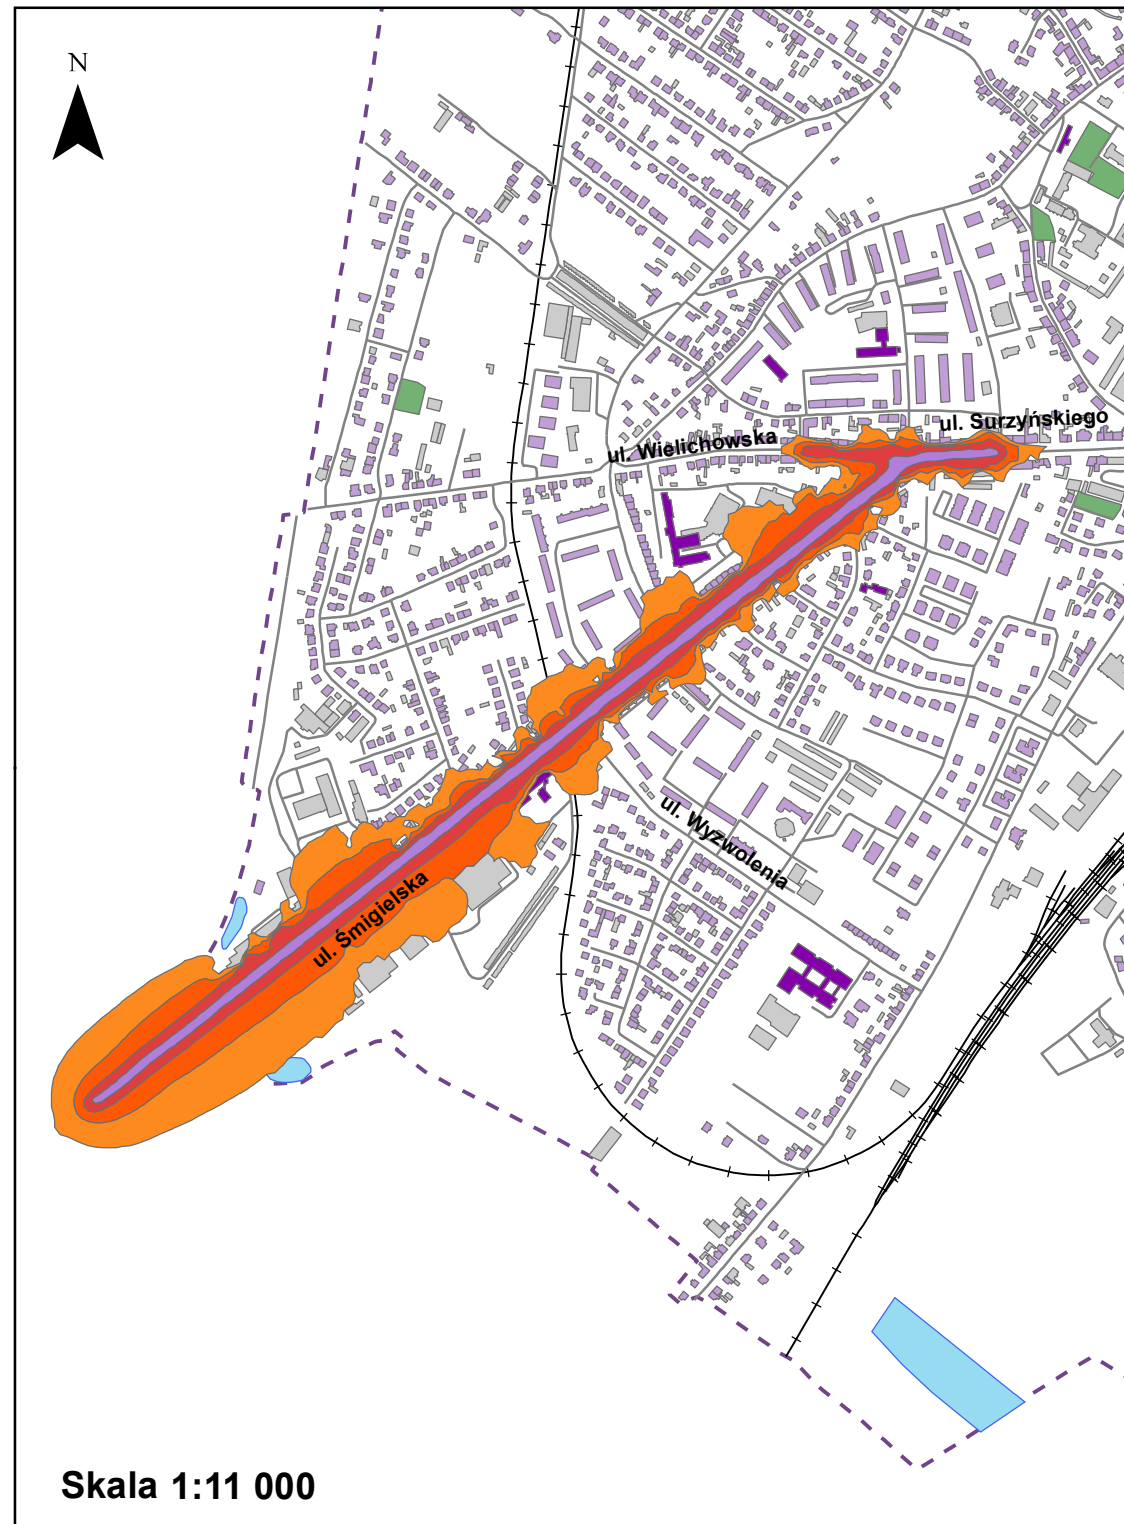 N
ul. Surzyńskiego
ul. Wielichowska
ul. Wyzwolenia
ul. Śmigielska
Skala 1:11 000